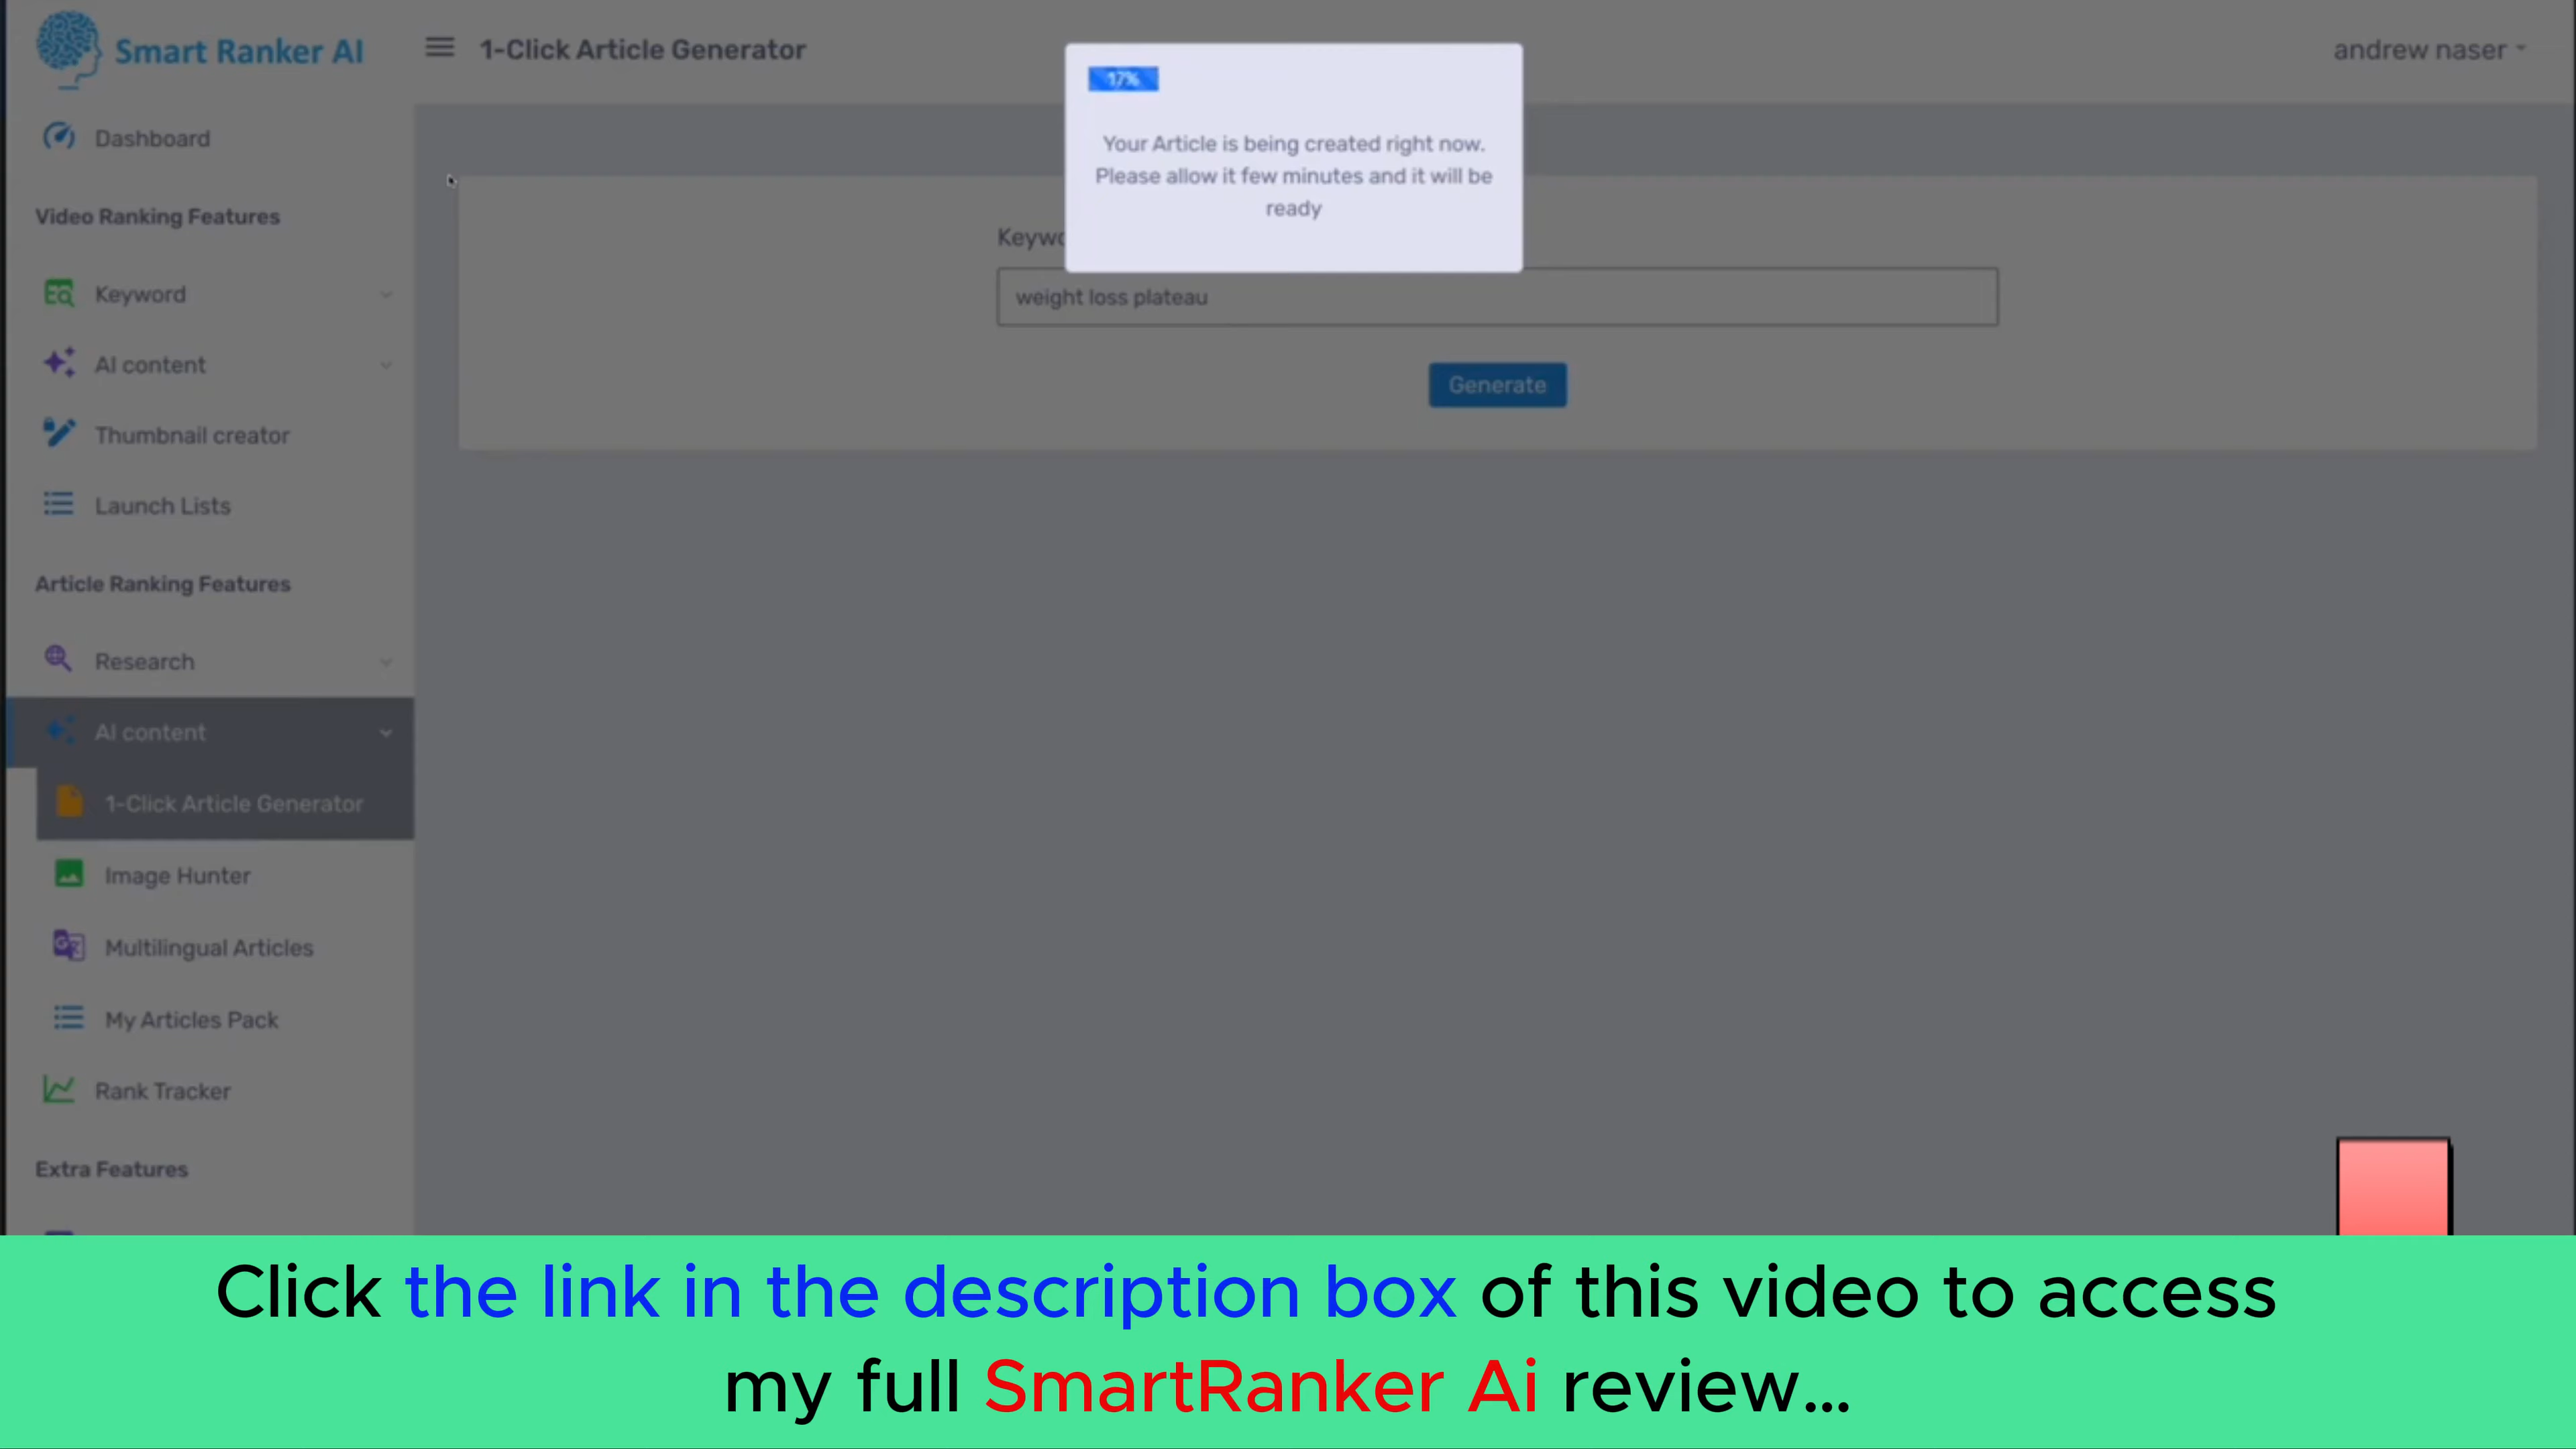 Smart Ranker AI
1-Click Article Generator
andrew naser
17%
Your Article is being created right now.
Please allow it few minutes and it will be
ready
Dashboard
Video Ranking Features
Keyword
AI content
Thumbnail creator
Launch Lists
Article Ranking Features
Research
AI content
1-Click Article Generator
Image Hunter
Multilingual Articles
My Articles Pack
Rank Tracker
Extra Features
weight loss plateau
Generate
Click the link in the description box of this video to access
my full SmartRanker Ai review...